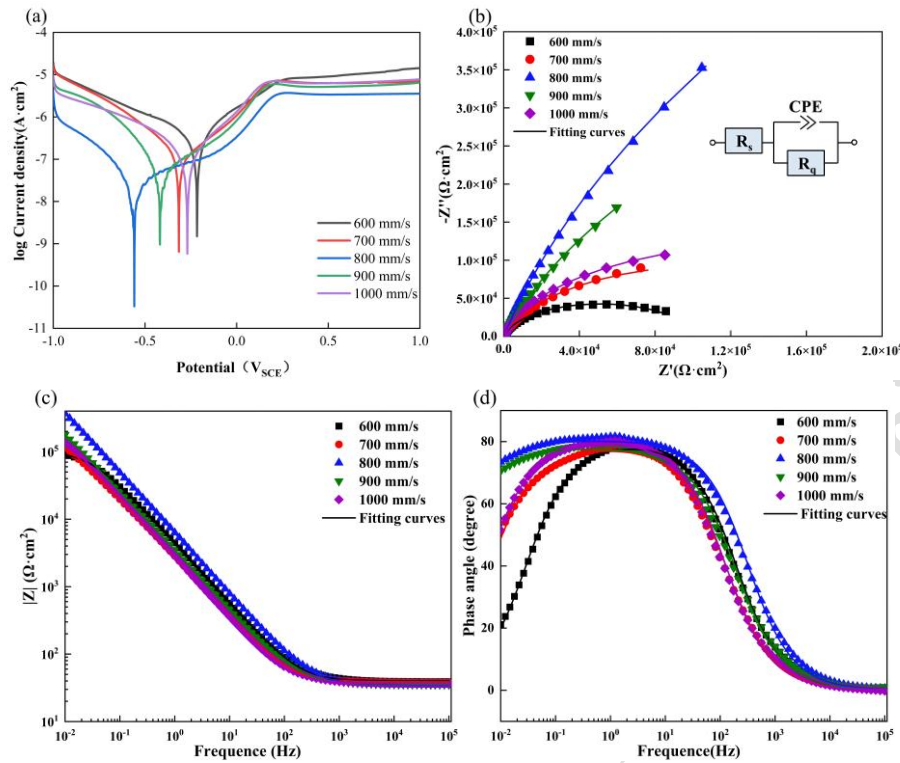 (a)
log Current density(A·cm²)
-4
-5
-6
-7
-8
-9
-10
-11
-1.0
-0.5
0.0
0.5
1.0
Potential（V_SCE）
600 mm/s
700 mm/s
800 mm/s
900 mm/s
1000 mm/s
(b)
-Z''(Ω·cm²)
-4.0×10⁵
3.5×10⁵
3.0×10⁵
2.5×10⁵
2.0×10⁵
1.5×10⁵
1.0×10⁵
5.0×10⁴
0.0
0.0
4.0×10⁴
8.0×10⁴
1.2×10⁵
1.6×10⁵
2.0×10⁵
Z'(Ω·cm²)
600 mm/s
700 mm/s
800 mm/s
900 mm/s
1000 mm/s
Fitting curves
CPE
R_s
R_q
(c)
|Z| (Ω·cm²)
10⁵
10⁴
10³
10²
10¹
10⁻²
10⁻¹
10⁰
10¹
10²
10³
10⁴
10⁵
Frequence (Hz)
600 mm/s
700 mm/s
800 mm/s
900 mm/s
1000 mm/s
Fitting curves
(d)
Phase angle (degree)
100
80
60
40
20
0
10⁻²
10⁻¹
10⁰
10¹
10²
10³
10⁴
10⁵
Frequence(Hz)
600 mm/s
700 mm/s
800 mm/s
900 mm/s
1000 mm/s
Fitting curves